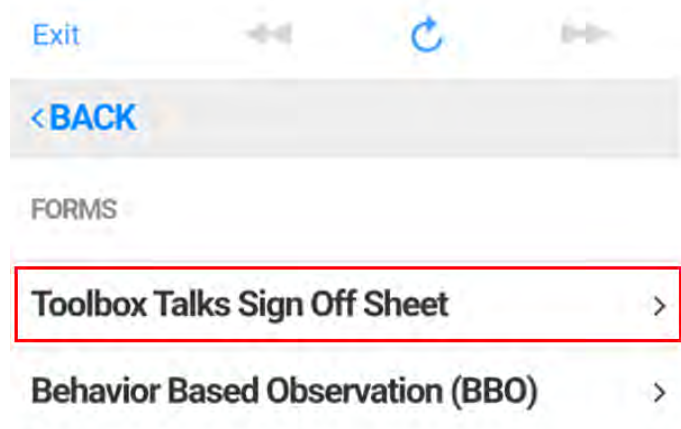 Exit
<BACK
FORMS
Toolbox Talks Sign Off Sheet >
Behavior Based Observation (BBO) >